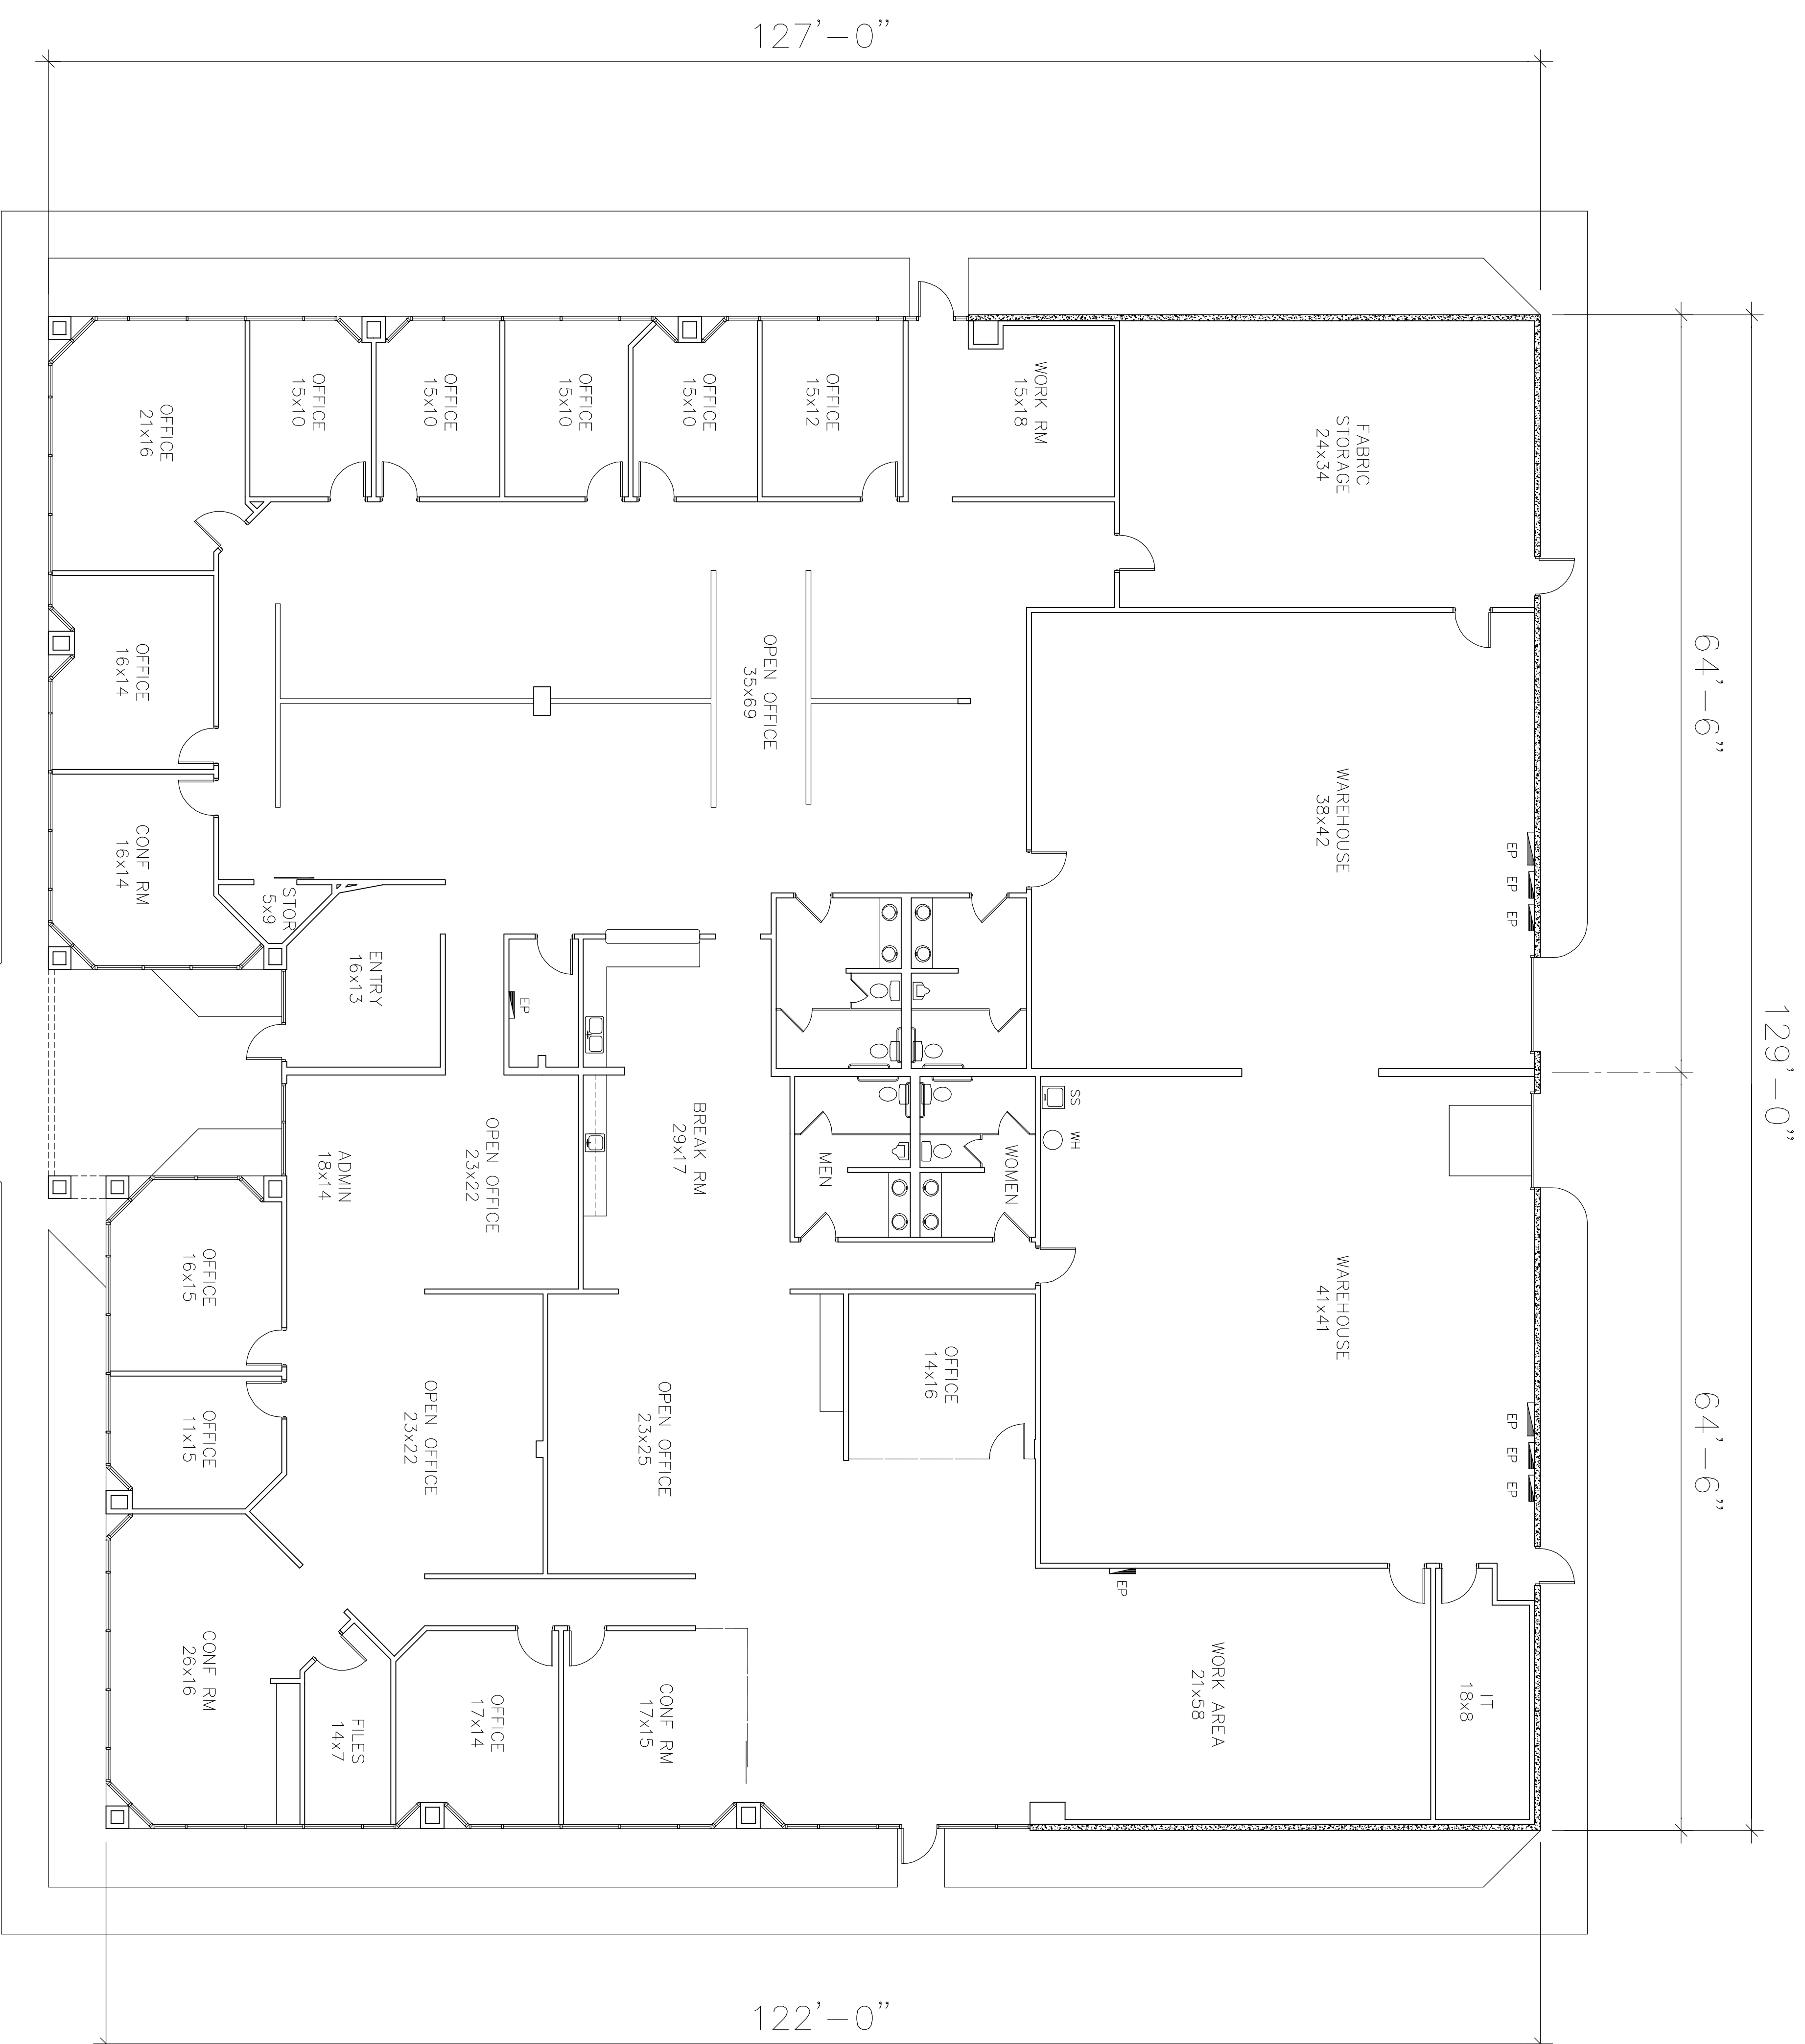 127'-0"
129'-0"
64'-6"
64'-6"
122'-0"
FABRIC
STORAGE
24x34
WAREHOUSE
38x42
EP
EP
EP
WAREHOUSE
41x41
EP
EP
EP
SS
WH
IT
18x8
WORK AREA
21x58
EP
WORK RM
15x18
OFFICE
15x12
OFFICE
15x10
OFFICE
15x10
OFFICE
15x10
OFFICE
15x10
OFFICE
21x16
OPEN OFFICE
35x69
WOMEN
MEN
OFFICE
14x16
BREAK RM
29x17
OPEN OFFICE
23x25
CONF RM
17x15
EP
OPEN OFFICE
23x22
OPEN OFFICE
23x22
OFFICE
17x14
ENTRY
16x13
ADMIN
18x14
FILES
14x7
STOR
5x9
OFFICE
16x14
CONF RM
16x14
OFFICE
16x15
OFFICE
11x15
CONF RM
26x16